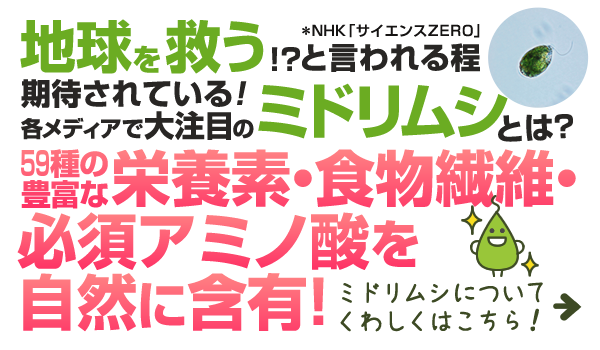 *NHK「サイエンスZERO」
地球を救う!?と言われる程
期待されている!
各メディアで大注目のミドリムシとは?
59種の豊富な栄養素・食物繊維・
必須アミノ酸を
自然に含有!
ミドリムシについて
くわしくはこちら!